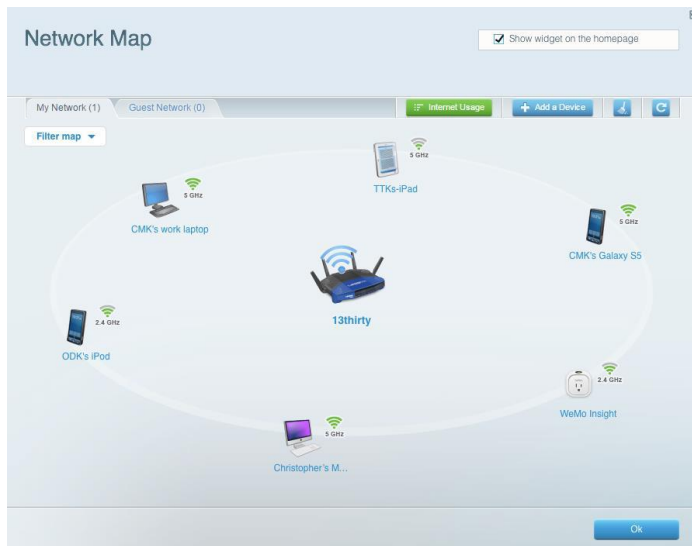 Network Map
Show widget on the homepage
My Network (1)
Guest Network (0)
Internet Usage
Add a Device
Filter map
5 GHz
TTKs-iPad
5 GHz
CMK's work laptop
5 GHz
CMK's Galaxy S5
13thirty
2.4 GHz
ODK's iPod
2.4 GHz
WeMo Insight
5 GHz
Christopher's M...
Ok